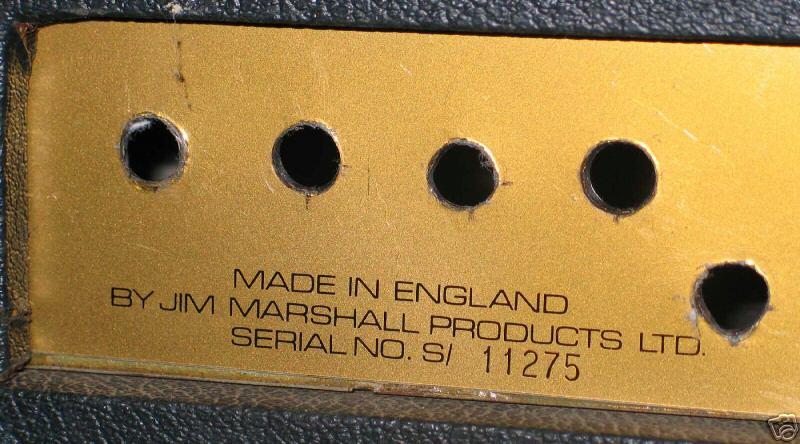 MADE IN ENGLAND
BY JIM MARSHALL PRODUCTS LTD.
SERIAL NO. S/ 11275